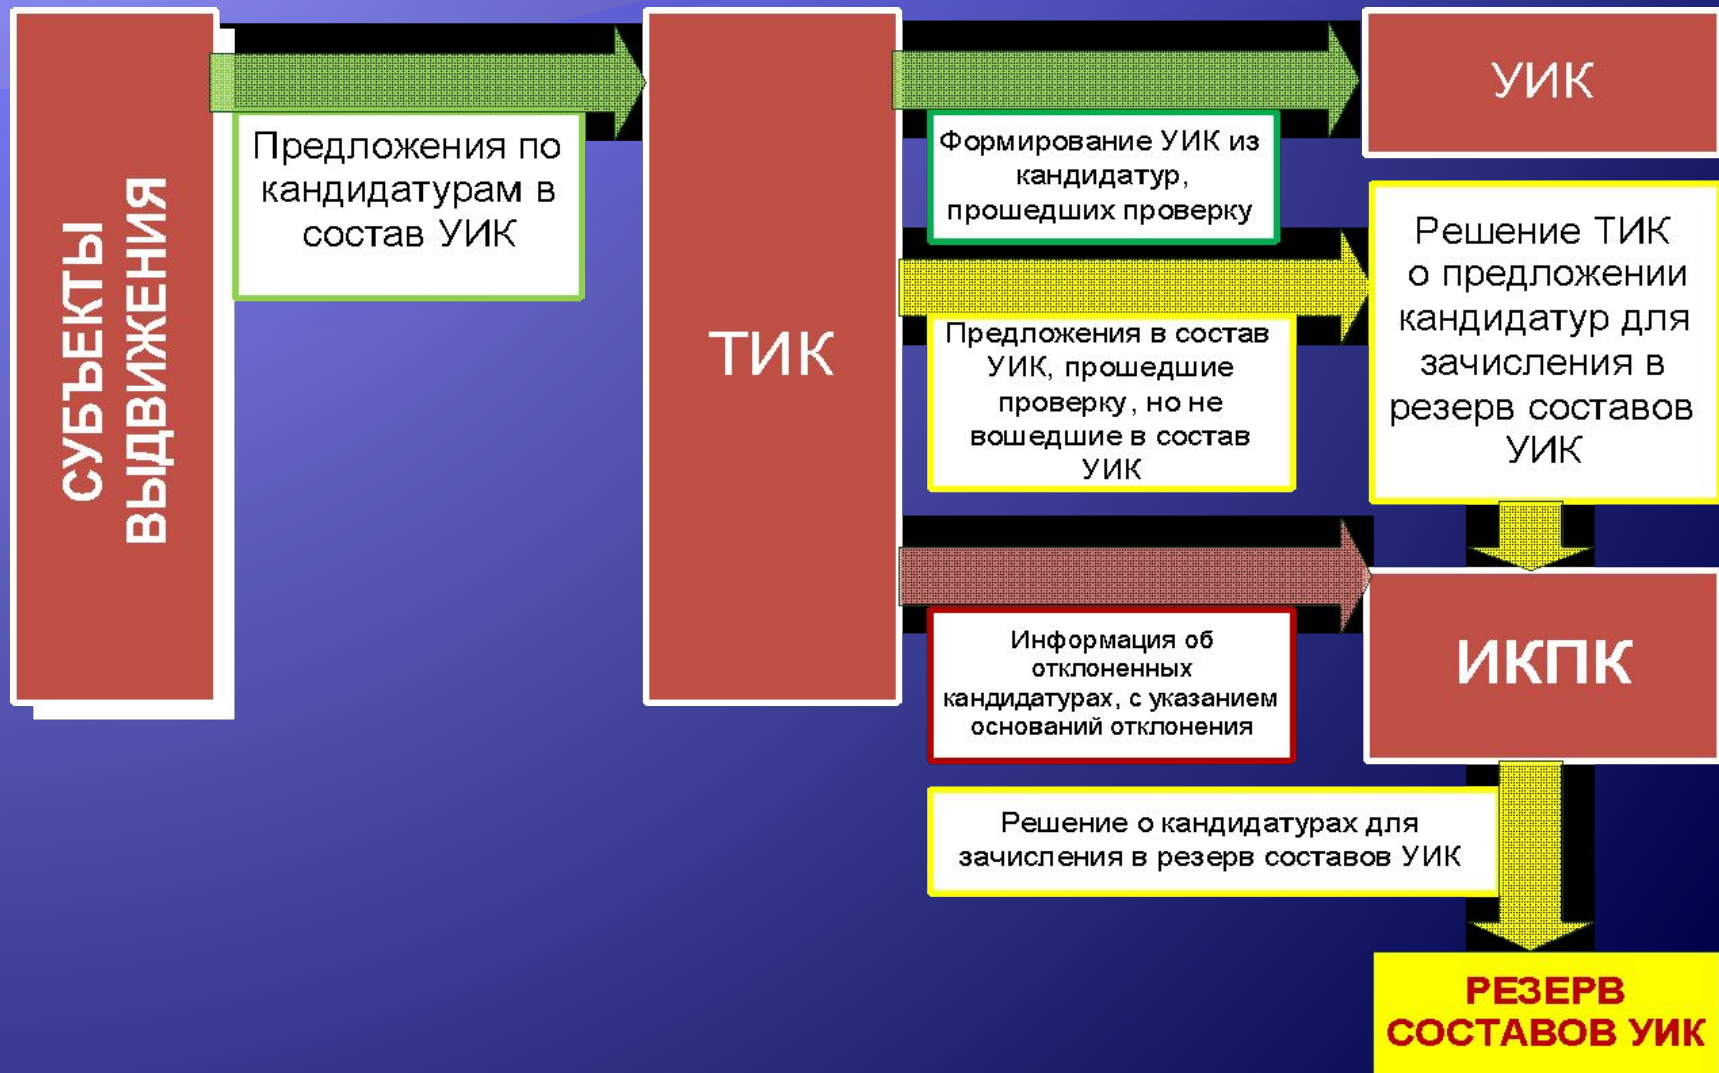 СУБЪЕКТЫ
ВЫДВИЖЕНИЯ
Предложения по
кандидатурам в
состав УИК
ТИК
Формирование УИК из
кандидатур,
прошедших проверку
УИК
Предложения в состав
УИК, прошедшие
проверку, но не
вошедшие в состав
УИК
Решение ТИК
о предложении
кандидатур для
зачисления в
резерв составов
УИК
Информация об
отклоненных
кандидатурах, с указанием
оснований отклонения
ИКПК
Решение о кандидатурах для
зачисления в резерв составов УИК
РЕЗЕРВ
СОСТАВОВ УИК